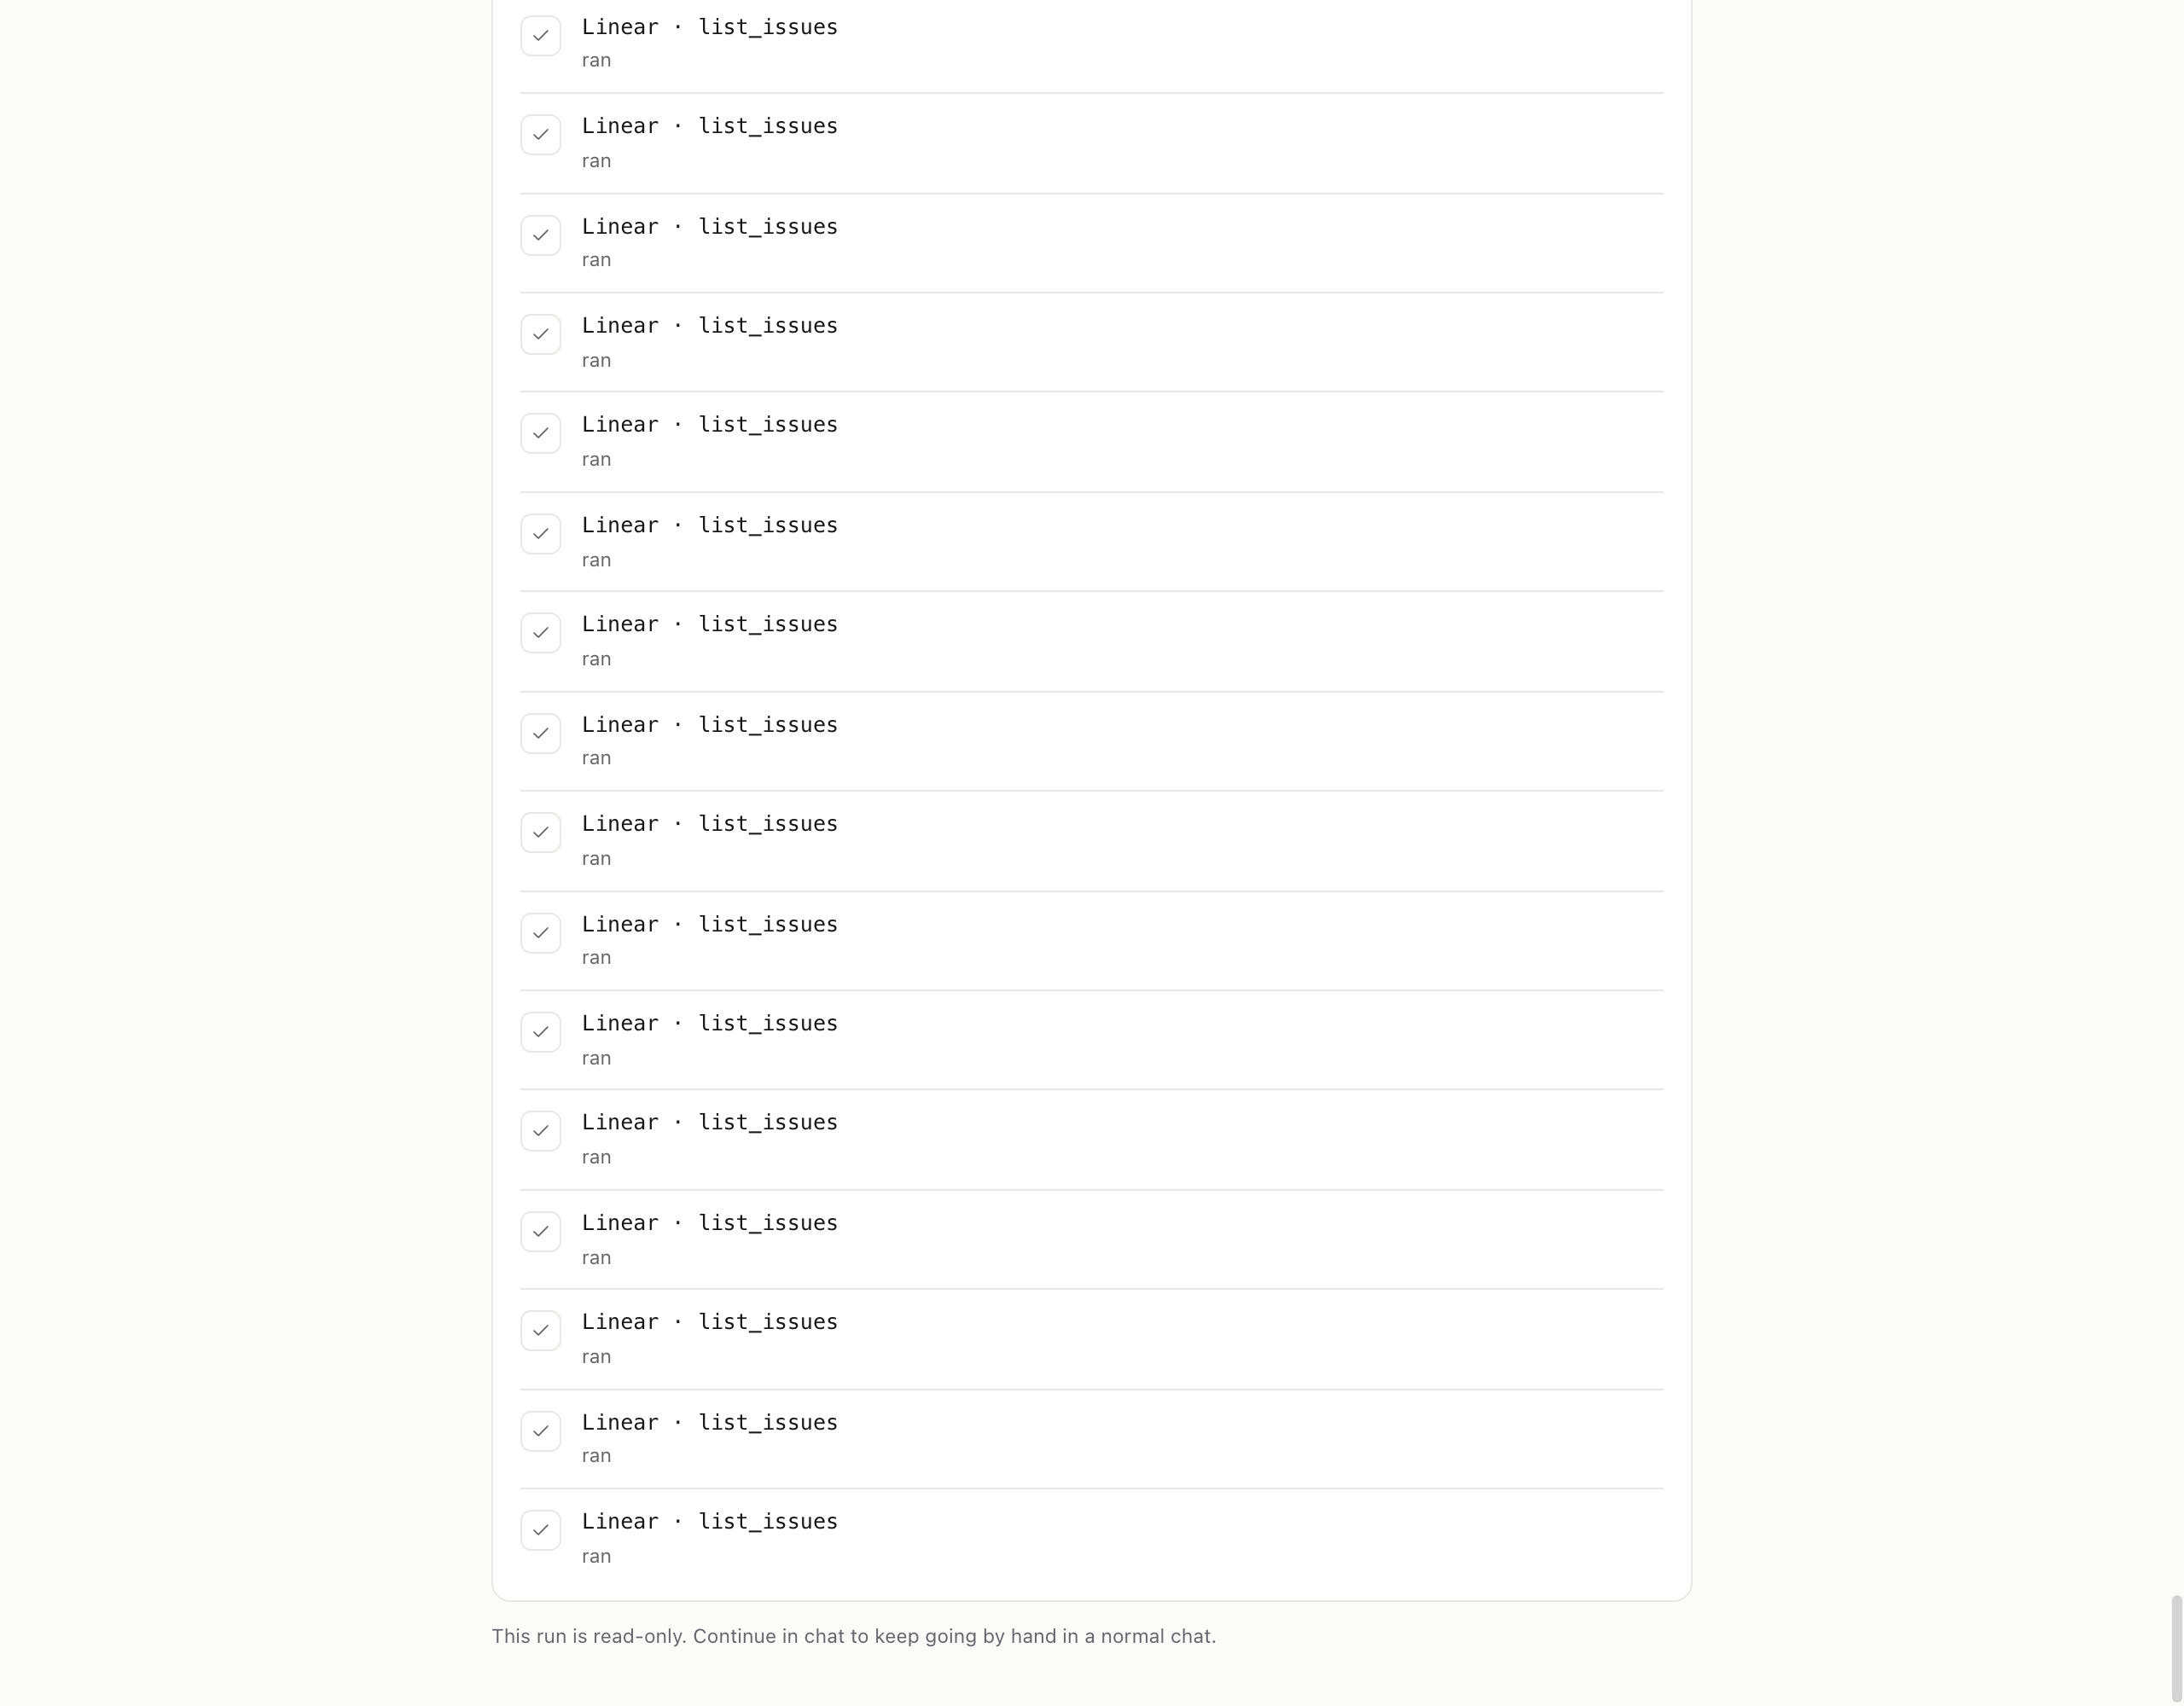 Linear · list_issues
ran
Linear · list_issues
ran
Linear · list_issues
ran
Linear · list_issues
ran
Linear · list_issues
ran
Linear · list_issues
ran
Linear · list_issues
ran
Linear · list_issues
ran
Linear · list_issues
ran
Linear · list_issues
ran
Linear · list_issues
ran
Linear · list_issues
ran
Linear · list_issues
ran
Linear · list_issues
ran
Linear · list_issues
ran
Linear · list_issues
ran
This run is read-only. Continue in chat to keep going by hand in a normal chat.